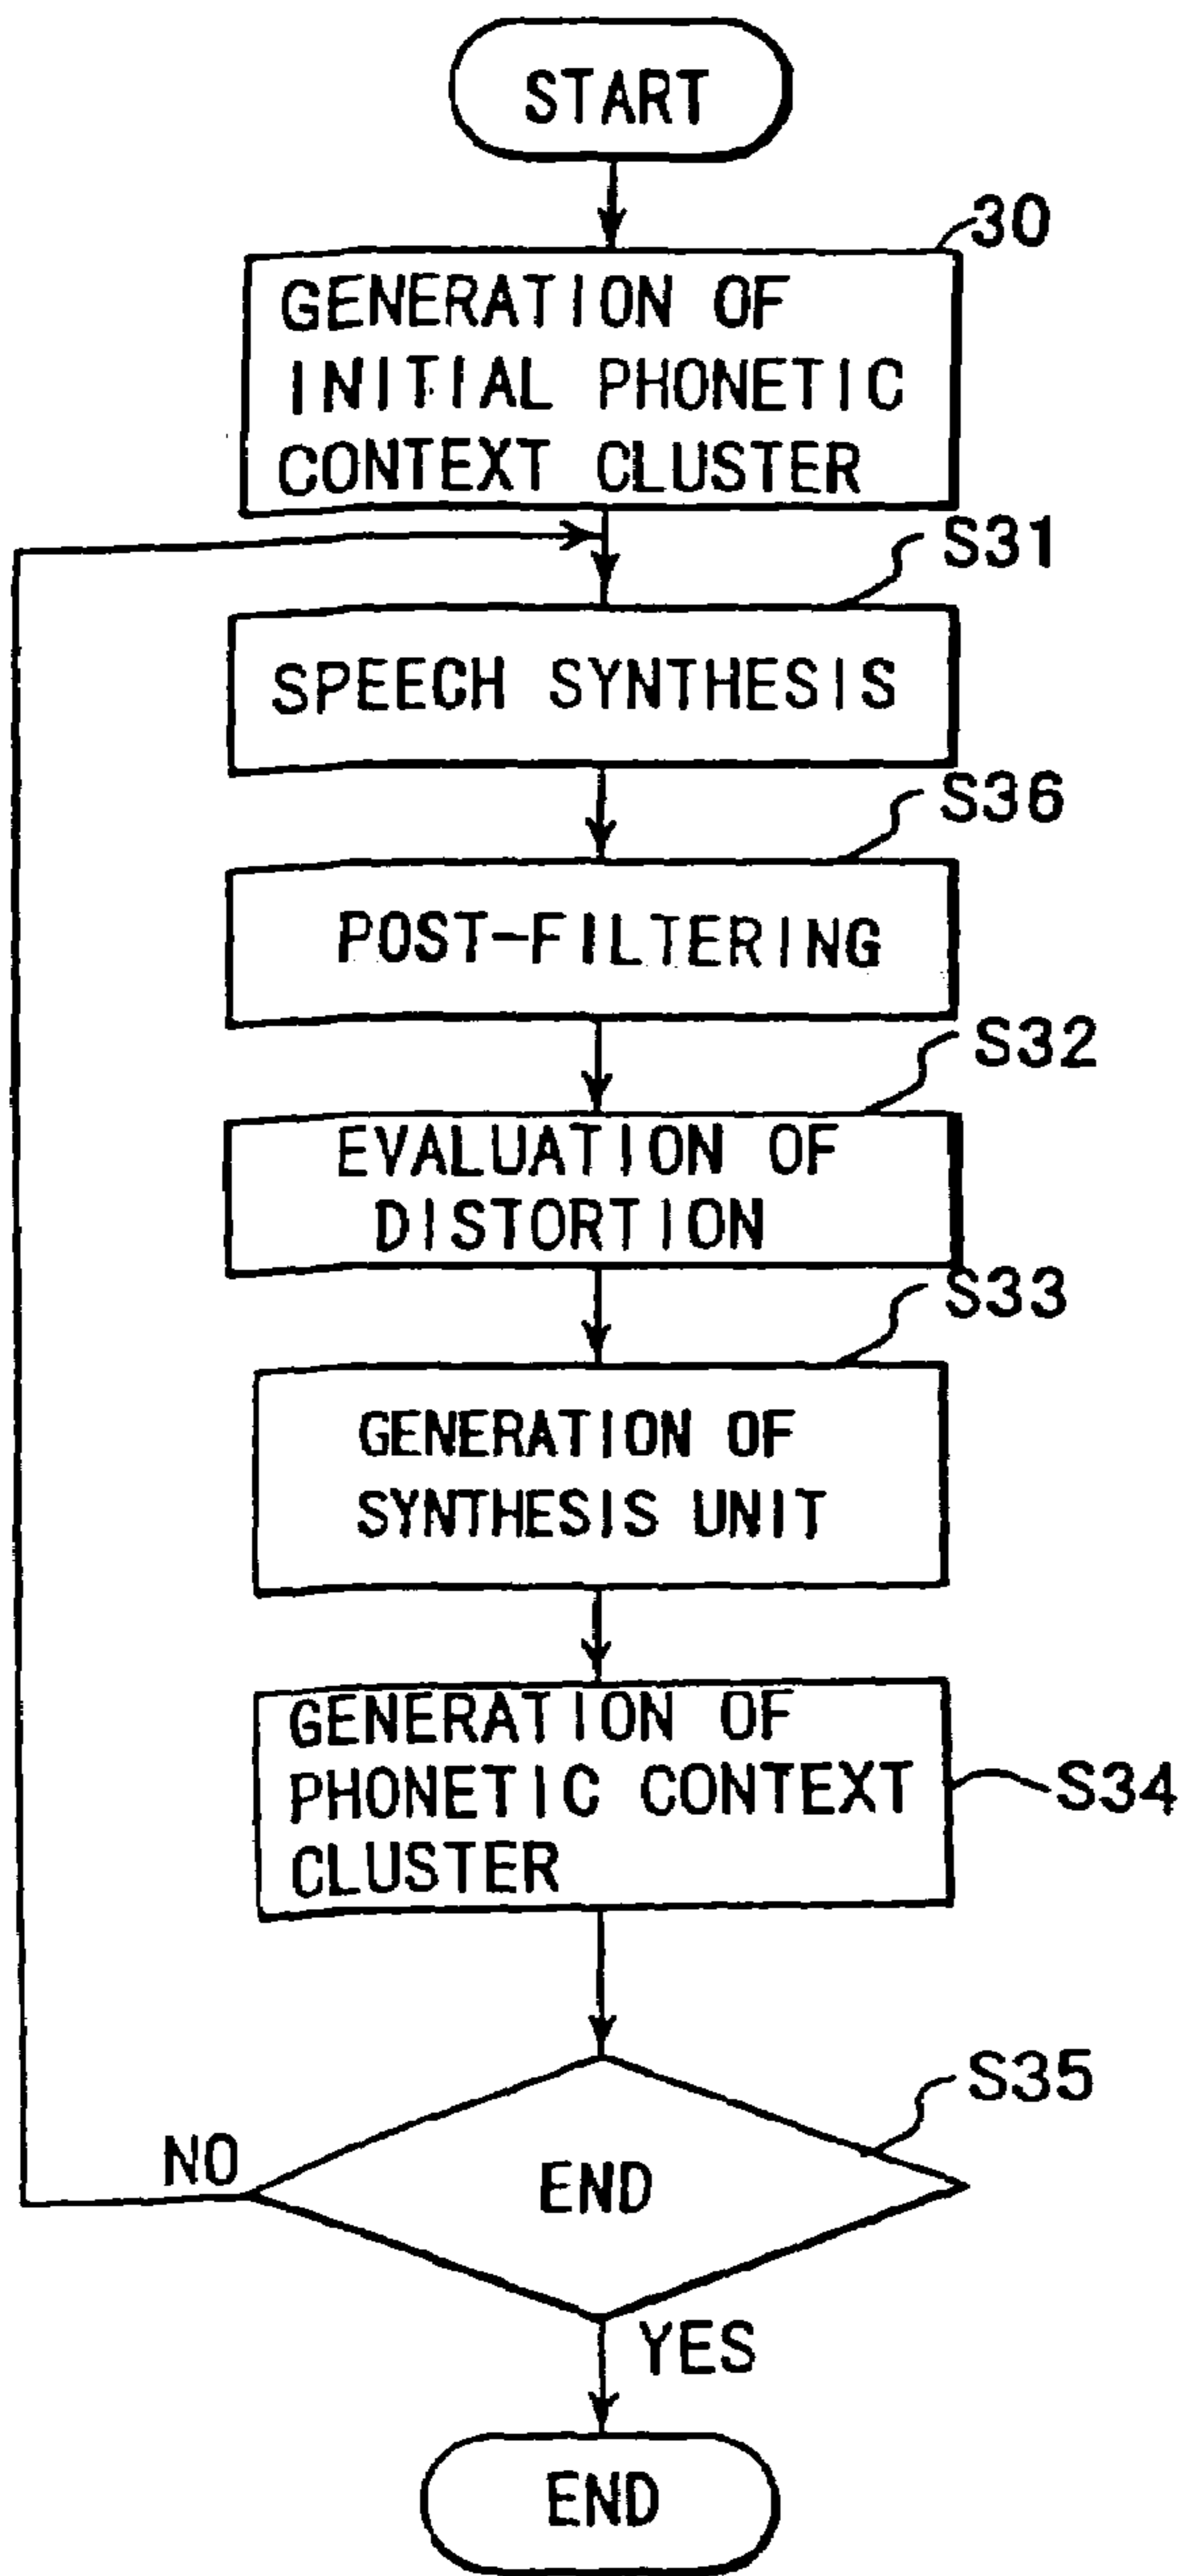 START
30
GENERATION OF
INITIAL PHONETIC
CONTEXT CLUSTER
S31
SPEECH SYNTHESIS
S36
POST-FILTERING
S32
EVALUATION OF
DISTORTION
S33
GENERATION OF
SYNTHESIS UNIT
GENERATION OF
PHONETIC CONTEXT
CLUSTER
S34
S35
NO
END
YES
END